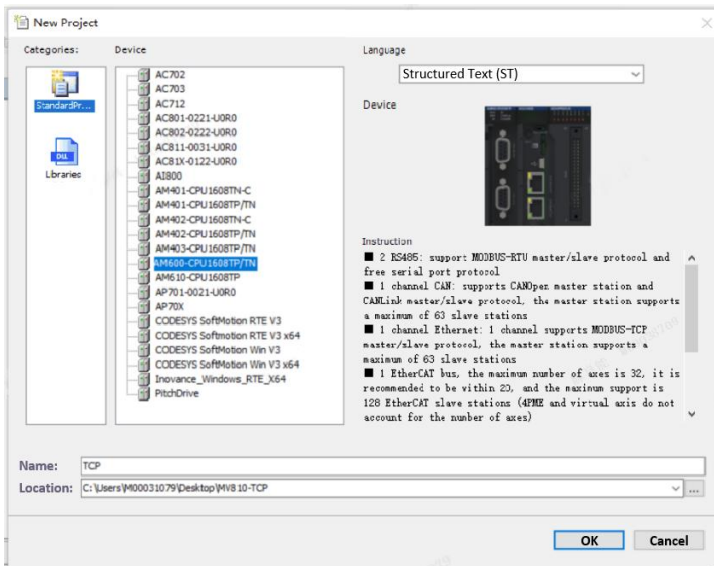 New Project
Categories:
Device
StandardPr...
Libraries
AC702
AC703
AC712
AC801-0221-U0R0
AC802-0222-U0R0
AC811-0031-U0R0
AC81X-0122-U0R0
AI800
AM401-CPU1608TN-C
AM401-CPU1608TP/TN
AM402-CPU1608TN-C
AM402-CPU1608TP/TN
AM403-CPU1608TP/TN
AM600-CPU1608TP/TN
AM610-CPU1608TP
AP701-0021-U0R0
AP70X
CODESYS SoftMotion RTE V3
CODESYS Softmotion RTE V3 x64
CODESYS SoftMotion Win V3
CODESYS SoftMotion Win V3 x64
Inovance_Windows_RTE_X64
PitchDrive
Language
Structured Text (ST)
Device
Instruction
■ 2 RS485: support MODBUS-RTU master/slave protocol and
free serial port protocol
■ 1 channel CAN: supports CANOpen master station and
CANLink master/slave protocol, the master station supports
a maximum of 63 slave stations
■ 1 channel Ethernet: 1 channel supports MODBUS-TCP
master/slave protocol, the master station supports a
maximum of 63 slave stations
■ 1 EtherCAT bus, the maximum number of axes is 32, it is
recommended to be within 20, and the maximum support is
128 EtherCAT slave stations (4PME and virtual axis do not
account for the number of axes)
Name:
TCP
Location:
C:\Users\M00031079\Desktop\MV810-TCP
...
OK
Cancel